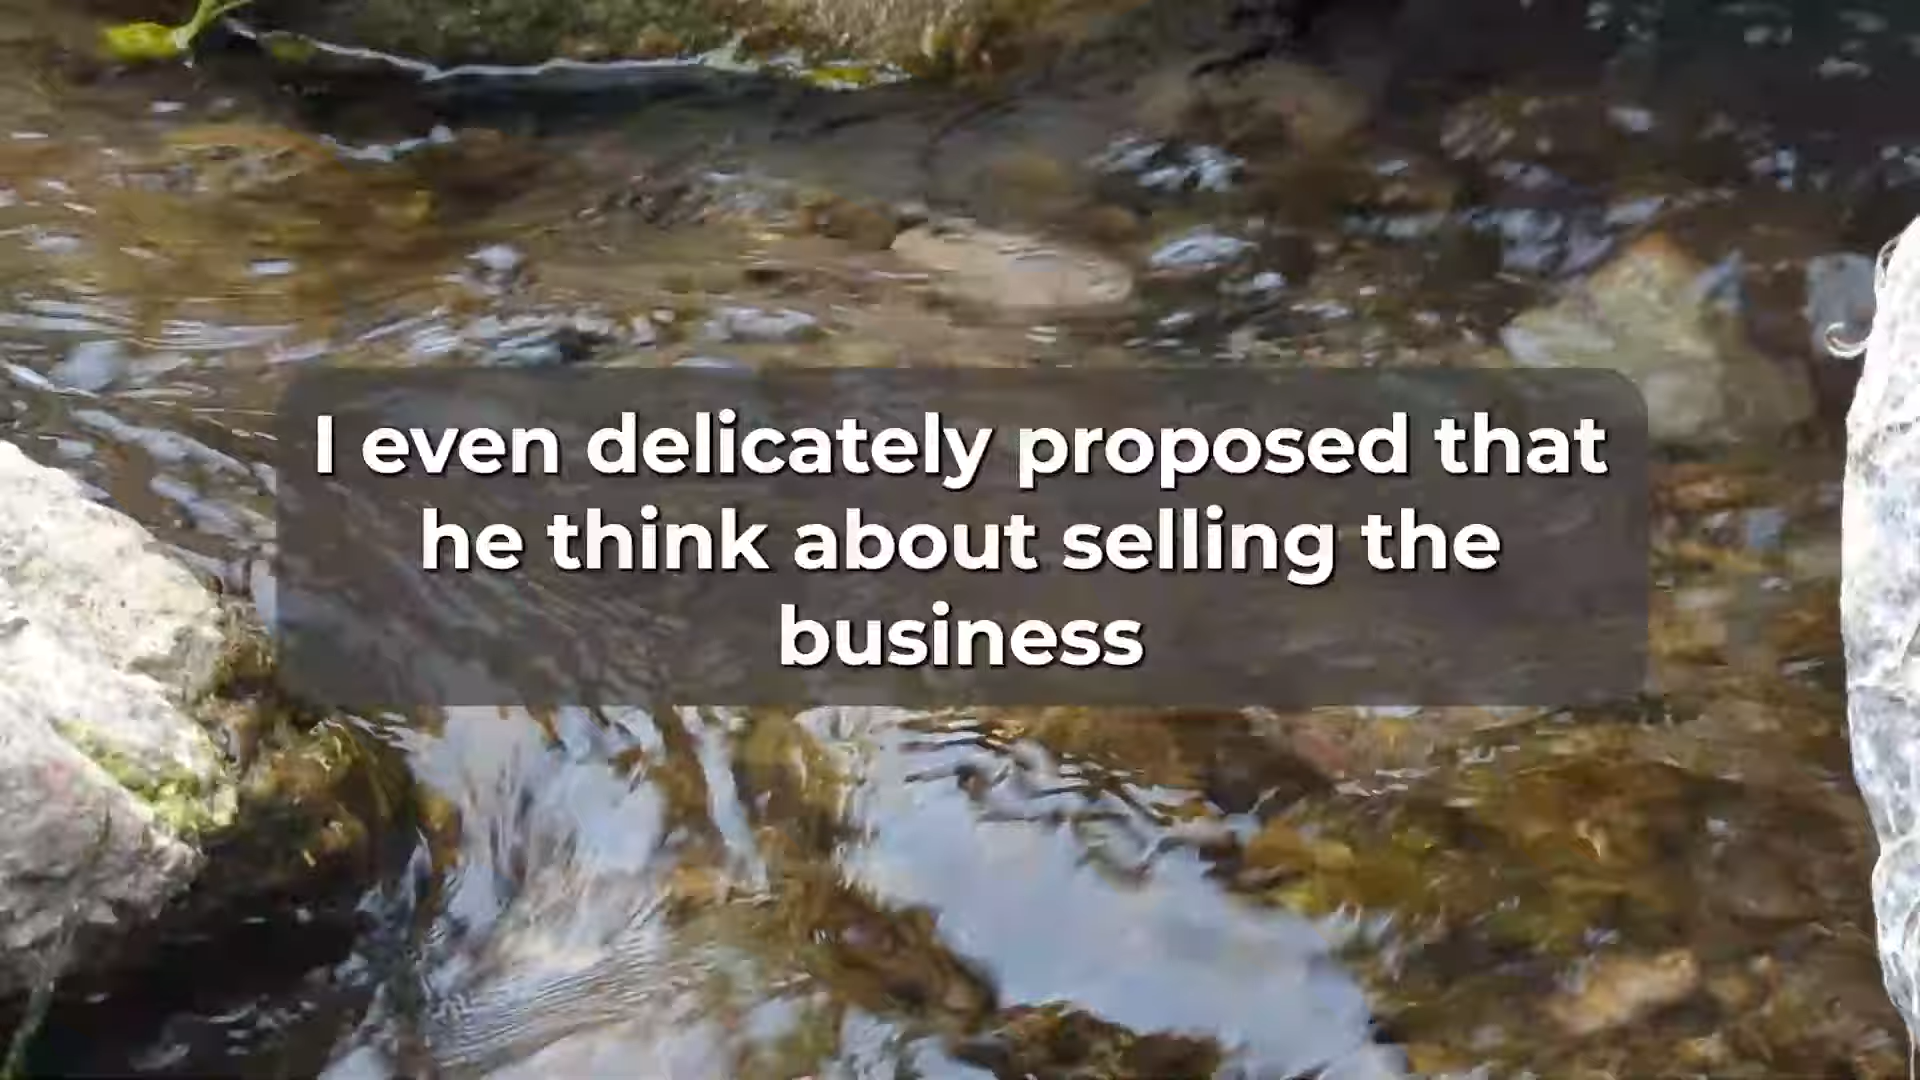 I even delicately proposed that
he think about selling the
business